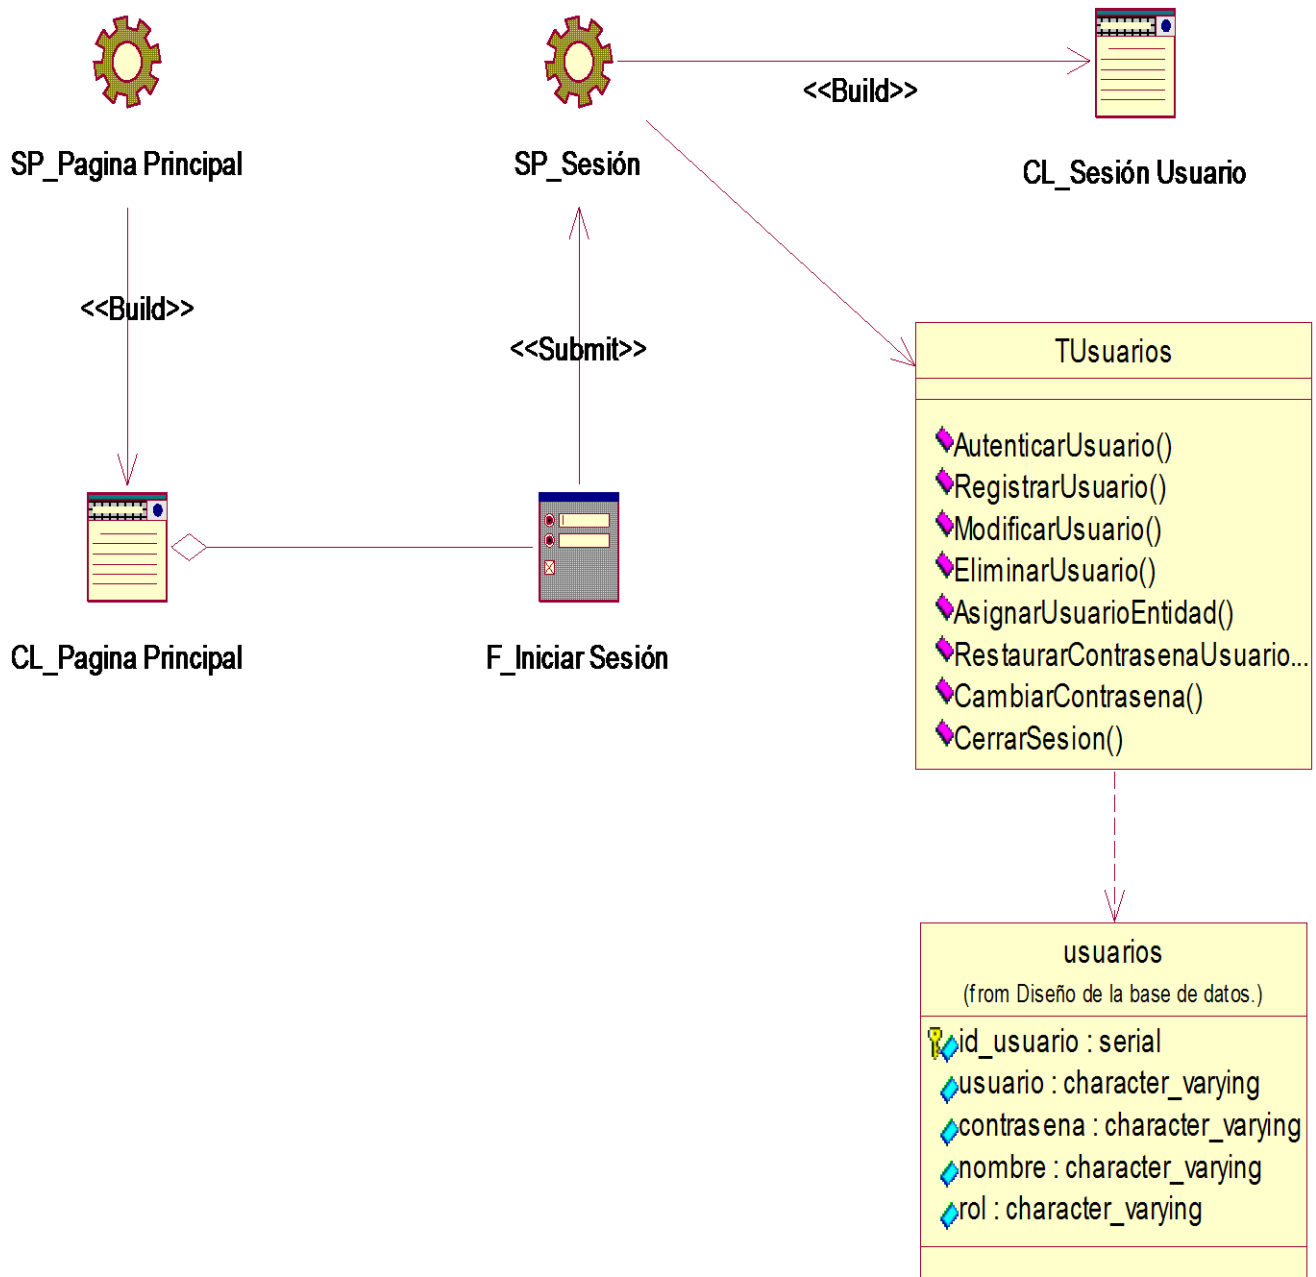 SP_Pagina Principal
SP_Sesión
<<Build>>
CL_Sesión Usuario
<<Build>>
<<Submit>>
CL_Pagina Principal
F_Iniciar Sesión
TUsuarios
AutenticarUsuario()
RegistrarUsuario()
ModificarUsuario()
EliminarUsuario()
AsignarUsuarioEntidad()
RestaurarContrasenaUsuario...
CambiarContrasena()
CerrarSesion()
usuarios
(from Diseño de la base de datos.)
id_usuario : serial
usuario : character_varying
contrasena : character_varying
nombre : character_varying
rol : character_varying